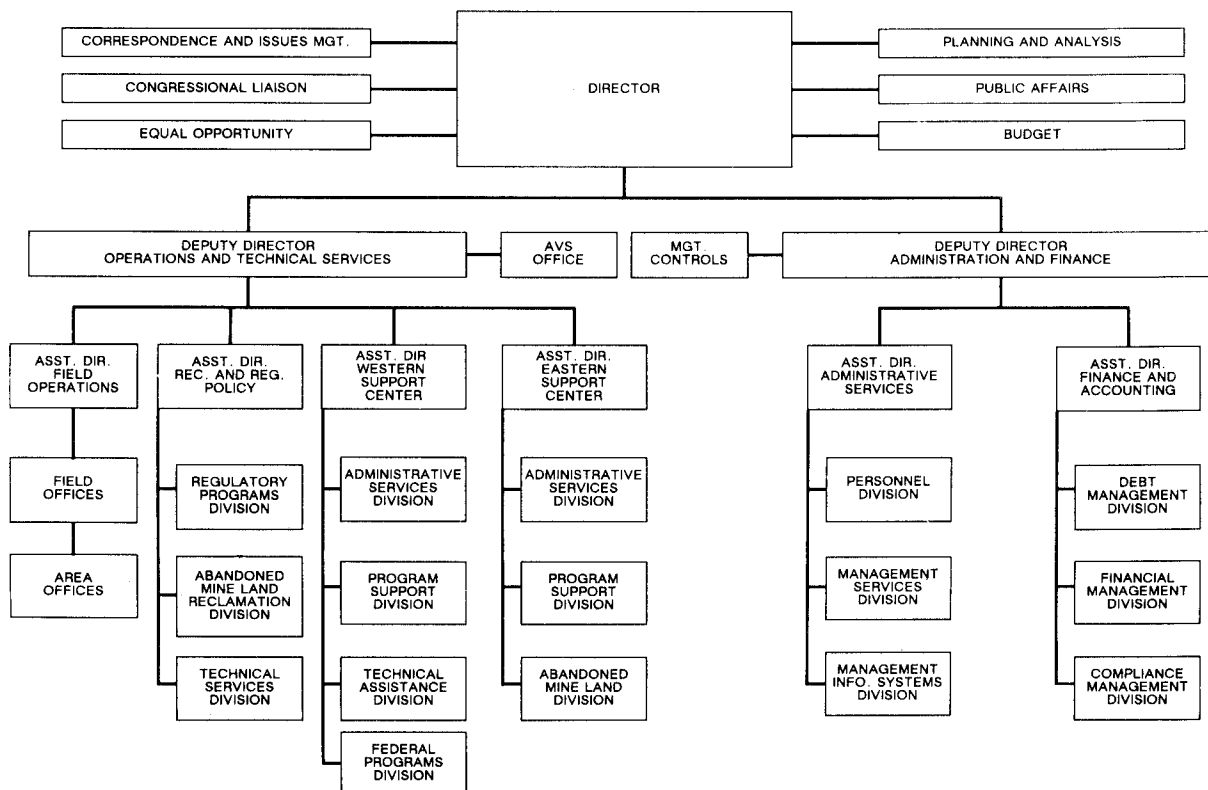 CORRESPONDENCE AND ISSUES MGT.
CONGRESSIONAL LIAISON
EQUAL OPPORTUNITY
DIRECTOR
PLANNING AND ANALYSIS
PUBLIC AFFAIRS
BUDGET
DEPUTY DIRECTOR
OPERATIONS AND TECHNICAL SERVICES
AVS
OFFICE
MGT.
CONTROLS
DEPUTY DIRECTOR
ADMINISTRATION AND FINANCE
ASST. DIR.
FIELD
OPERATIONS
FIELD
OFFICES
AREA
OFFICES
ASST. DIR.
REC. AND REG.
POLICY
REGULATORY
PROGRAMS
DIVISION
ABANDONED
MINE LAND
RECLAMATION
DIVISION
TECHNICAL
SERVICES
DIVISION
ASST. DIR
WESTERN
SUPPORT
CENTER
ADMINISTRATIVE
SERVICES
DIVISION
PROGRAM
SUPPORT
DIVISION
TECHNICAL
ASSISTANCE
DIVISION
FEDERAL
PROGRAMS
DIVISION
ASST. DIR.
EASTERN
SUPPORT
CENTER
ADMINISTRATIVE
SERVICES
DIVISION
PROGRAM
SUPPORT
DIVISION
ABANDONED
MINE LAND
DIVISION
ASST. DIR.
ADMINISTRATIVE
SERVICES
PERSONNEL
DIVISION
MANAGEMENT
SERVICES
DIVISION
MANAGEMENT
INFO. SYSTEMS
DIVISION
ASST. DIR.
FINANCE AND
ACCOUNTING
DEBT
MANAGEMENT
DIVISION
FINANCIAL
MANAGEMENT
DIVISION
COMPLIANCE
MANAGEMENT
DIVISION